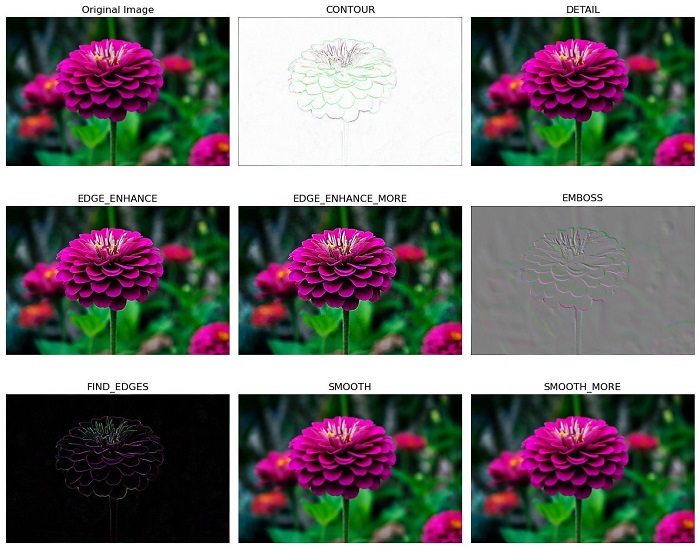 Original Image
CONTOUR
DETAIL
EDGE_ENHANCE
EDGE_ENHANCE_MORE
EMBOSS
FIND_EDGES
SMOOTH
SMOOTH_MORE